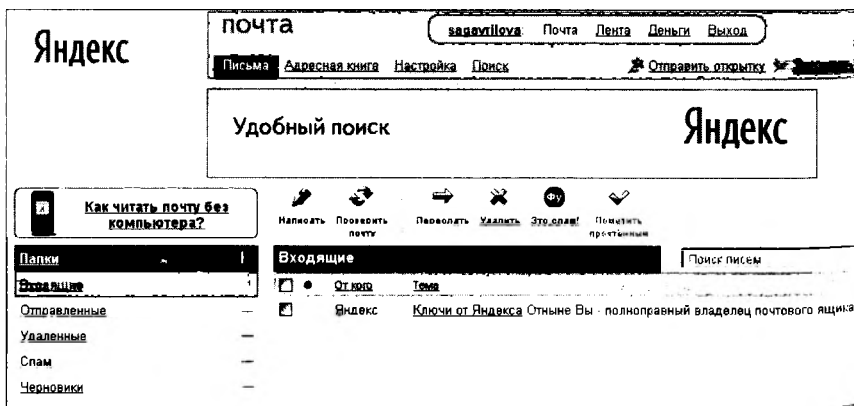 Яндекс
почта
sagavrilova: Почта Лента Деньги Выход
Письма Адресная книга Настройка Поиск Отправить открытку
Удобный поиск Яндекс
Как читать почту без
компьютера?
Написать Проверить
почту
Переслать Удалить Это спам! Пометить
прочтённым
Папки
Входящие
Отправленные
Удаленные
Спам
Черновики
Входящие Поиск писем
От кого Тема
Яндекс Ключи от Яндекса Отныне Вы - полноправный владелец почтового ящика